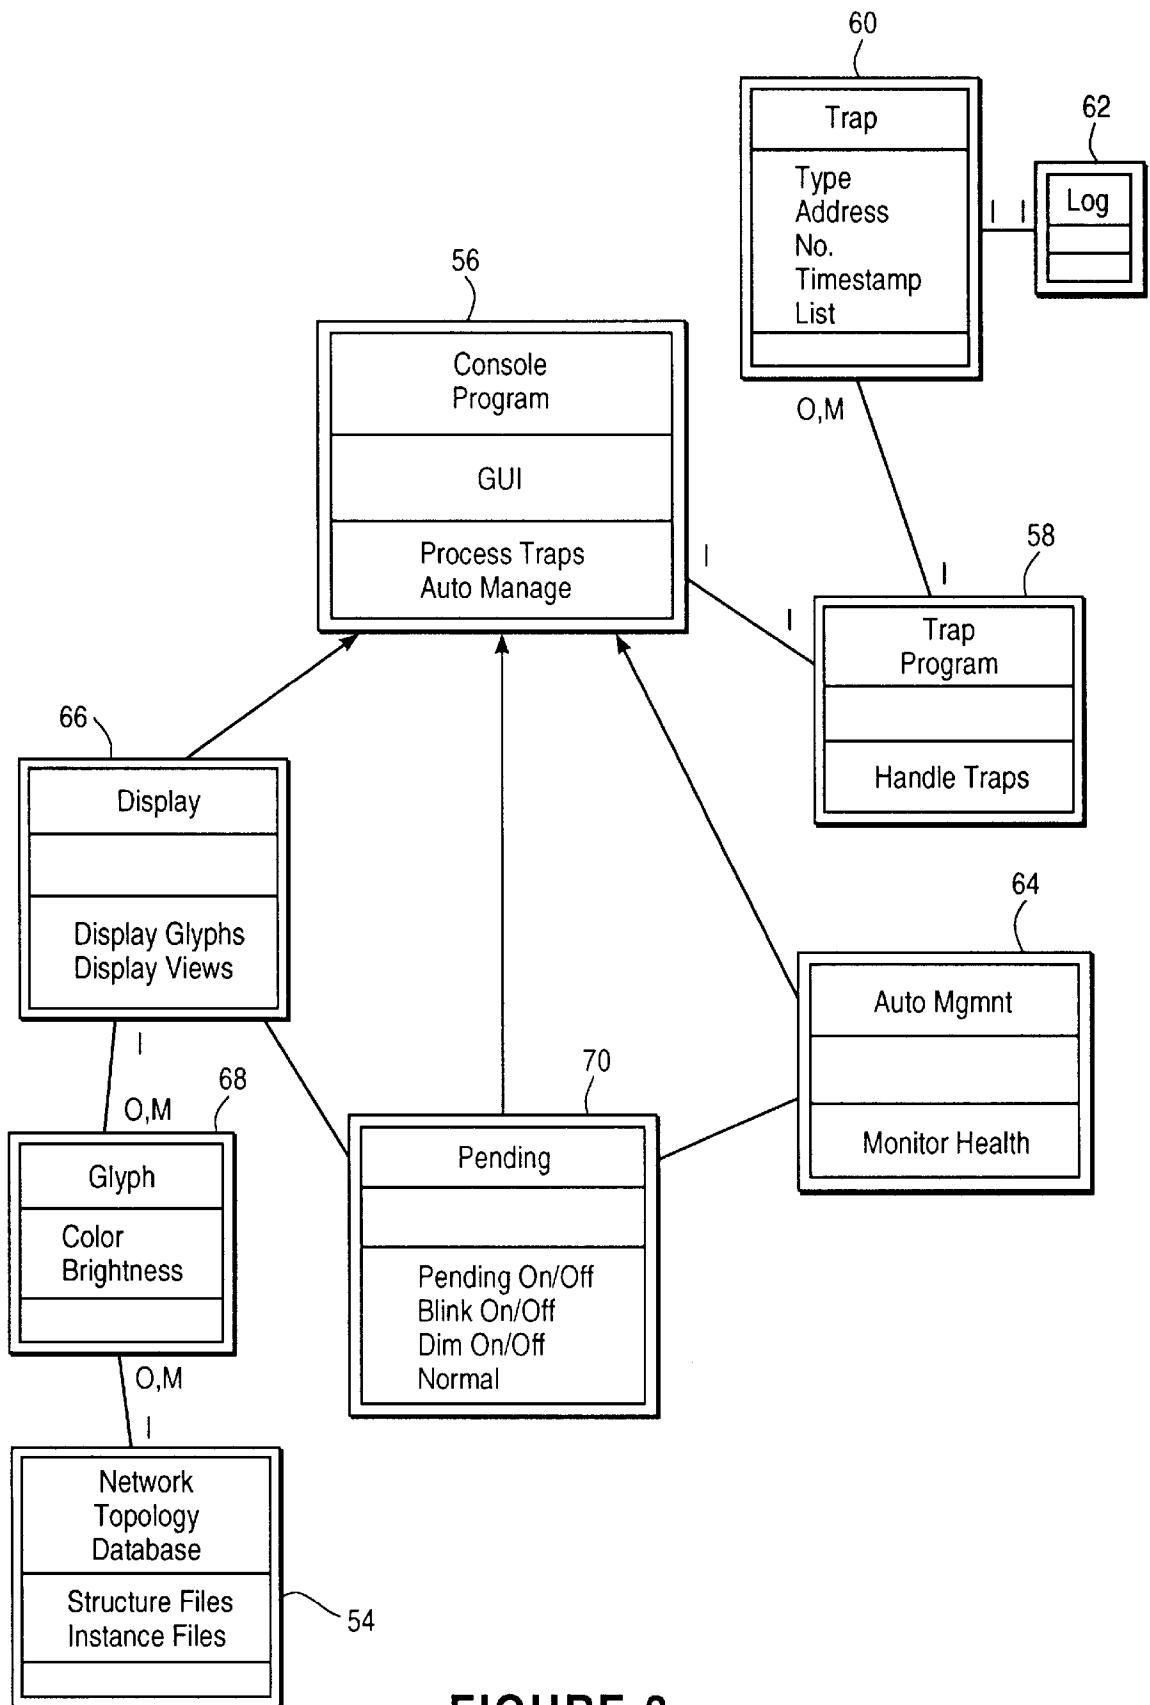 60
Trap
Type
Address
No.
Timestamp
List
62
Log
I I
O,M
56
Console
Program
GUI
Process Traps
Auto Manage
I
I
I
58
Trap
Program
Handle Traps
66
Display
Display Glyphs
Display Views
I
O,M
64
Auto Mgmnt
Monitor Health
68
Glyph
Color
Brightness
O,M
I
70
Pending
Pending On/Off
Blink On/Off
Dim On/Off
Normal
Network
Topology
Database
Structure Files
Instance Files
54
FIGURE